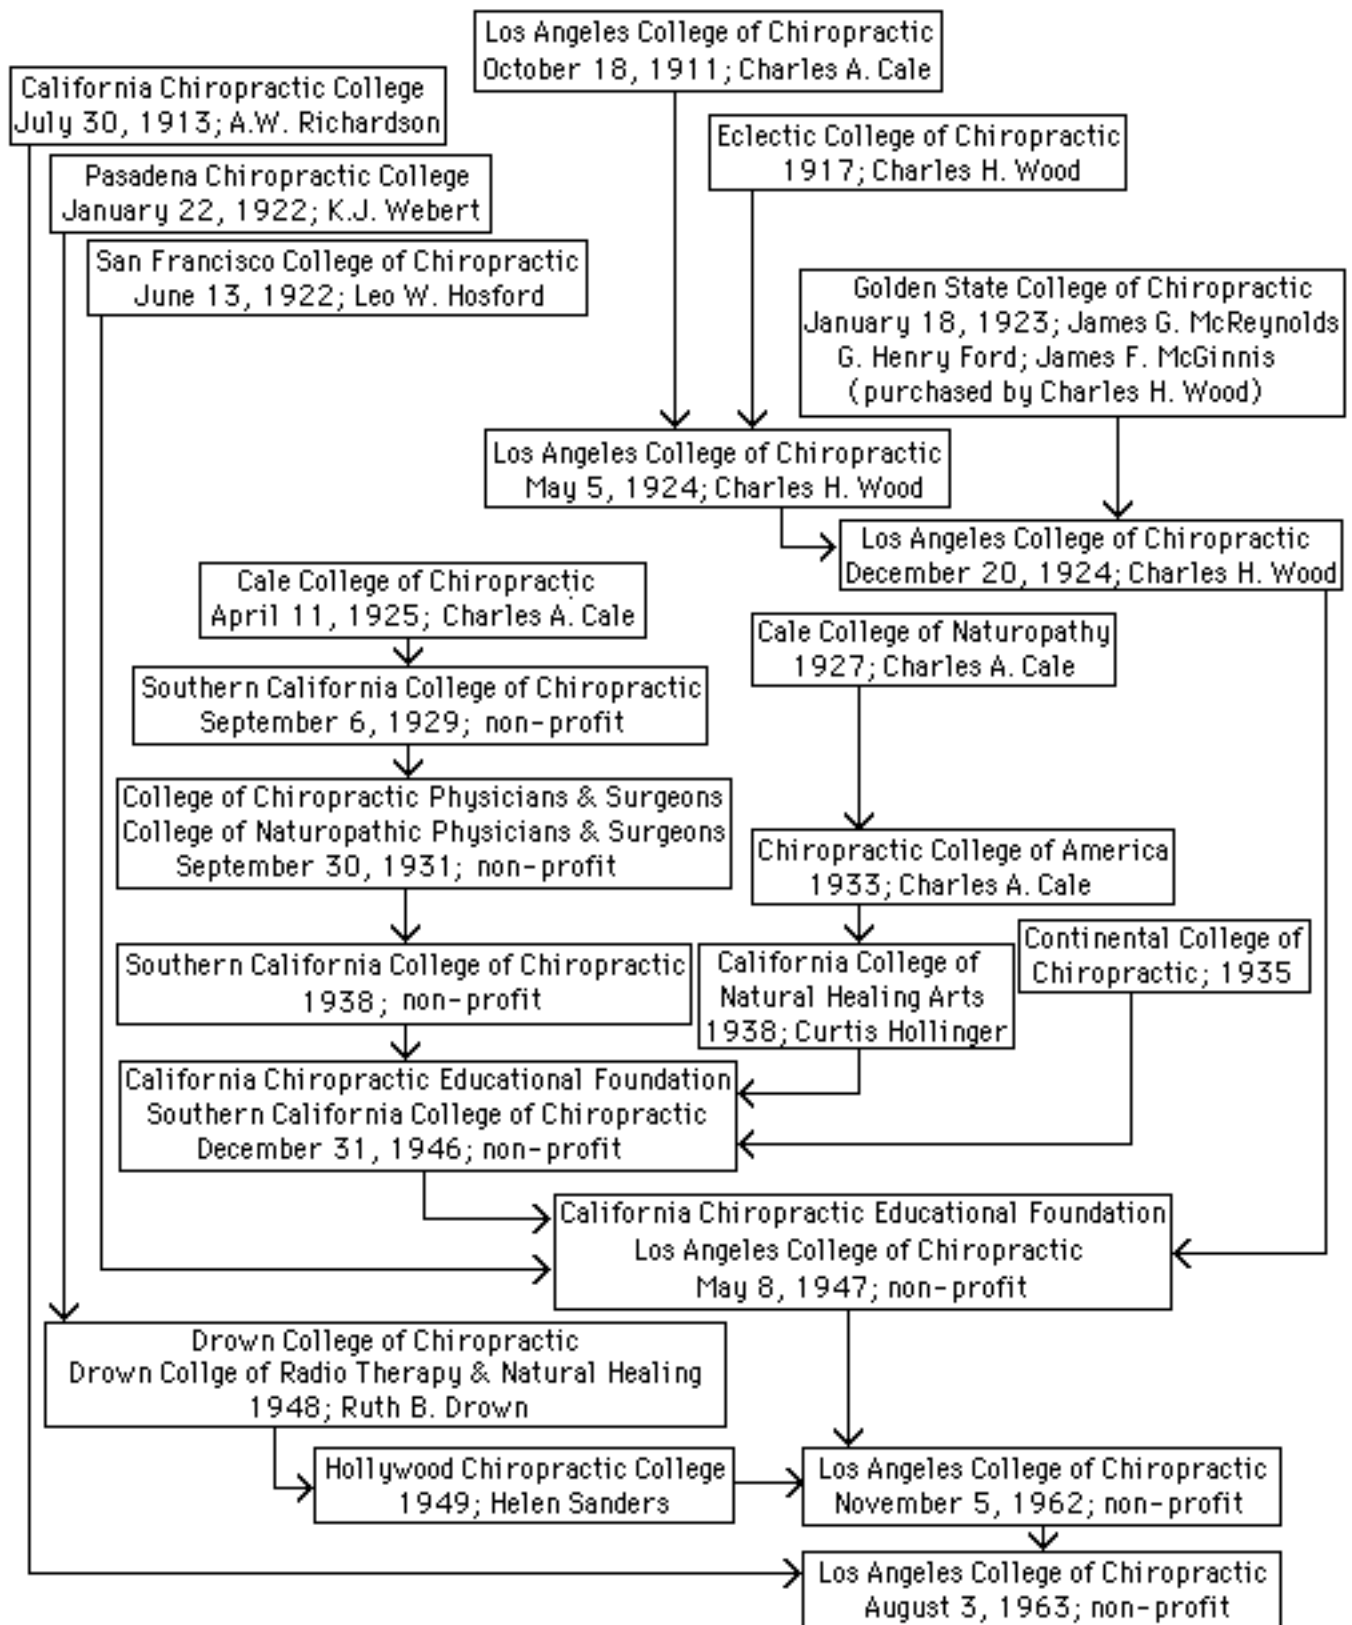 Los Angeles College of Chiropractic
October 18, 1911; Charles A. Cale
California Chiropractic College
July 30, 1913; A.W. Richardson
Eclectic College of Chiropractic
1917; Charles H. Wood
Pasadena Chiropractic College
January 22, 1922; K.J. Webert
San Francisco College of Chiropractic
June 13, 1922; Leo W. Hosford
Golden State College of Chiropractic
January 18, 1923; James G. McReynolds
G. Henry Ford; James F. McGinnis
(purchased by Charles H. Wood)
Los Angeles College of Chiropractic
May 5, 1924; Charles H. Wood
Los Angeles College of Chiropractic
December 20, 1924; Charles H. Wood
Cale College of Chiropractic
April 11, 1925; Charles A. Cale
Cale College of Naturopathy
1927; Charles A. Cale
Southern California College of Chiropractic
September 6, 1929; non-profit
College of Chiropractic Physicians & Surgeons
College of Naturopathic Physicians & Surgeons
September 30, 1931; non-profit
Chiropractic College of America
1933; Charles A. Cale
Continental College of
Chiropractic; 1935
Southern California College of Chiropractic
1938; non-profit
California College of
Natural Healing Arts
1938; Curtis Hollinger
California Chiropractic Educational Foundation
Southern California College of Chiropractic
December 31, 1946; non-profit
California Chiropractic Educational Foundation
Los Angeles College of Chiropractic
May 8, 1947; non-profit
Drown College of Chiropractic
Drown Collge of Radio Therapy & Natural Healing
1948; Ruth B. Drown
Hollywood Chiropractic College
1949; Helen Sanders
Los Angeles College of Chiropractic
November 5, 1962; non-profit
Los Angeles College of Chiropractic
August 3, 1963; non-profit